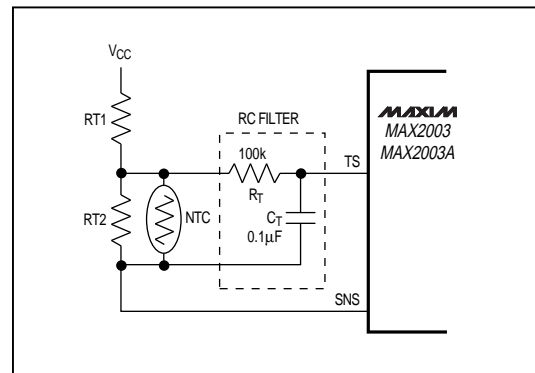 VCC
RT1
RC FILTER
MAXIM
MAX2003
MAX2003A
100k
TS
RT
RT2
NTC
CT
0.1µF
SNS